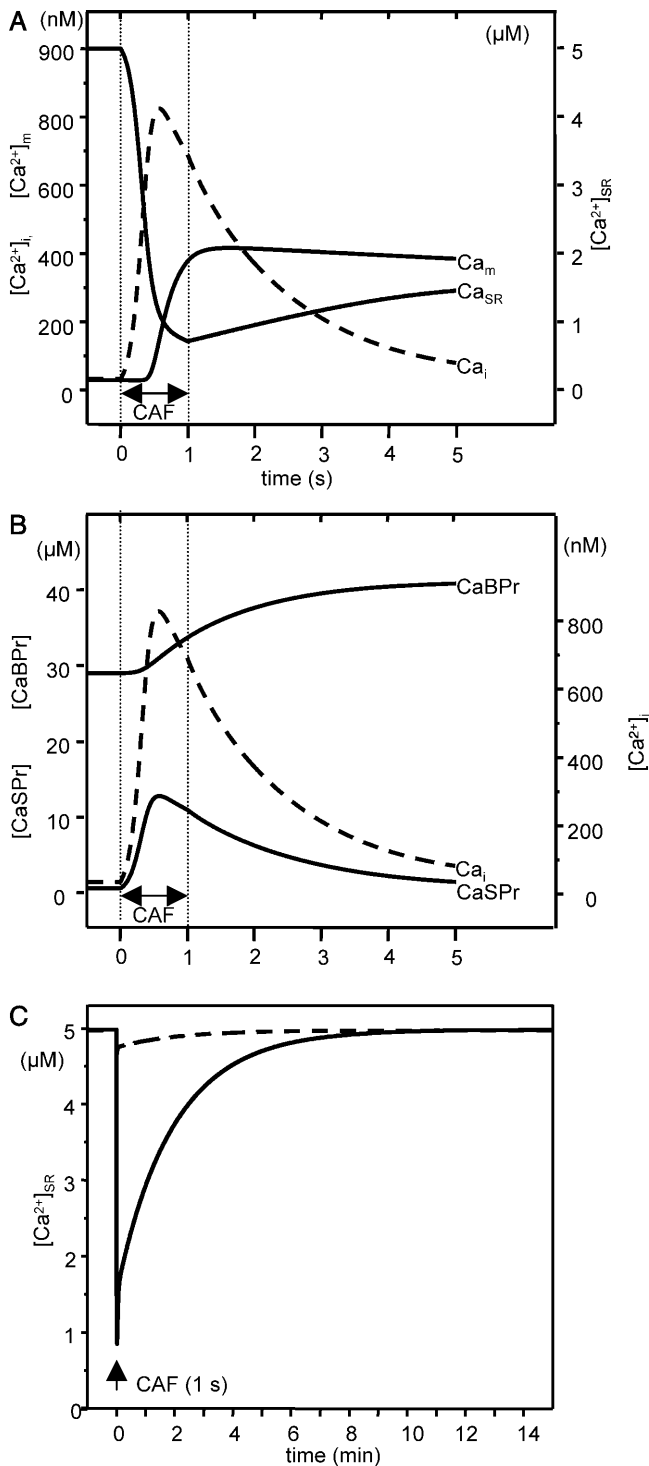 A
(nM)
(µM)
900
800
600
400
200
0
[Ca²⁺]m
[Ca²⁺]i,
5
4
3
2
1
0
[Ca²⁺]SR
Cam
CaSR
Cai
CAF
0 1 2 3 4 5
time (s)
B
(µM)
(nM)
40
30
20
10
0
[CaBPr]
[CaSPr]
800
600
400
200
0
[Ca²⁺]i
CaBPr
Cai
CaSPr
CAF
0 1 2 3 4 5
C
5
(µM)
4
3
2
1
0
[Ca²⁺]SR
CAF (1 s)
0 2 4 6 8 10 12 14
time (min)